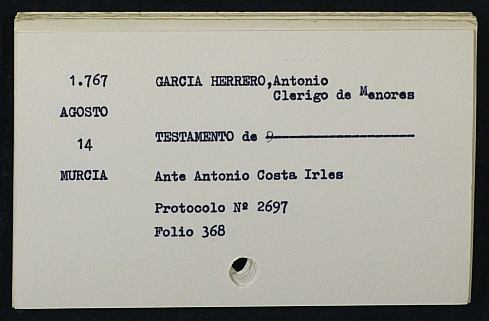 1.767 GARCIA HERRERO, Antonio
Clerigo de Menores
AGOSTO
14 TESTAMENTO de
MURCIA Ante Antonio Costa Irles
Protocolo Nº 2697
Folio 368